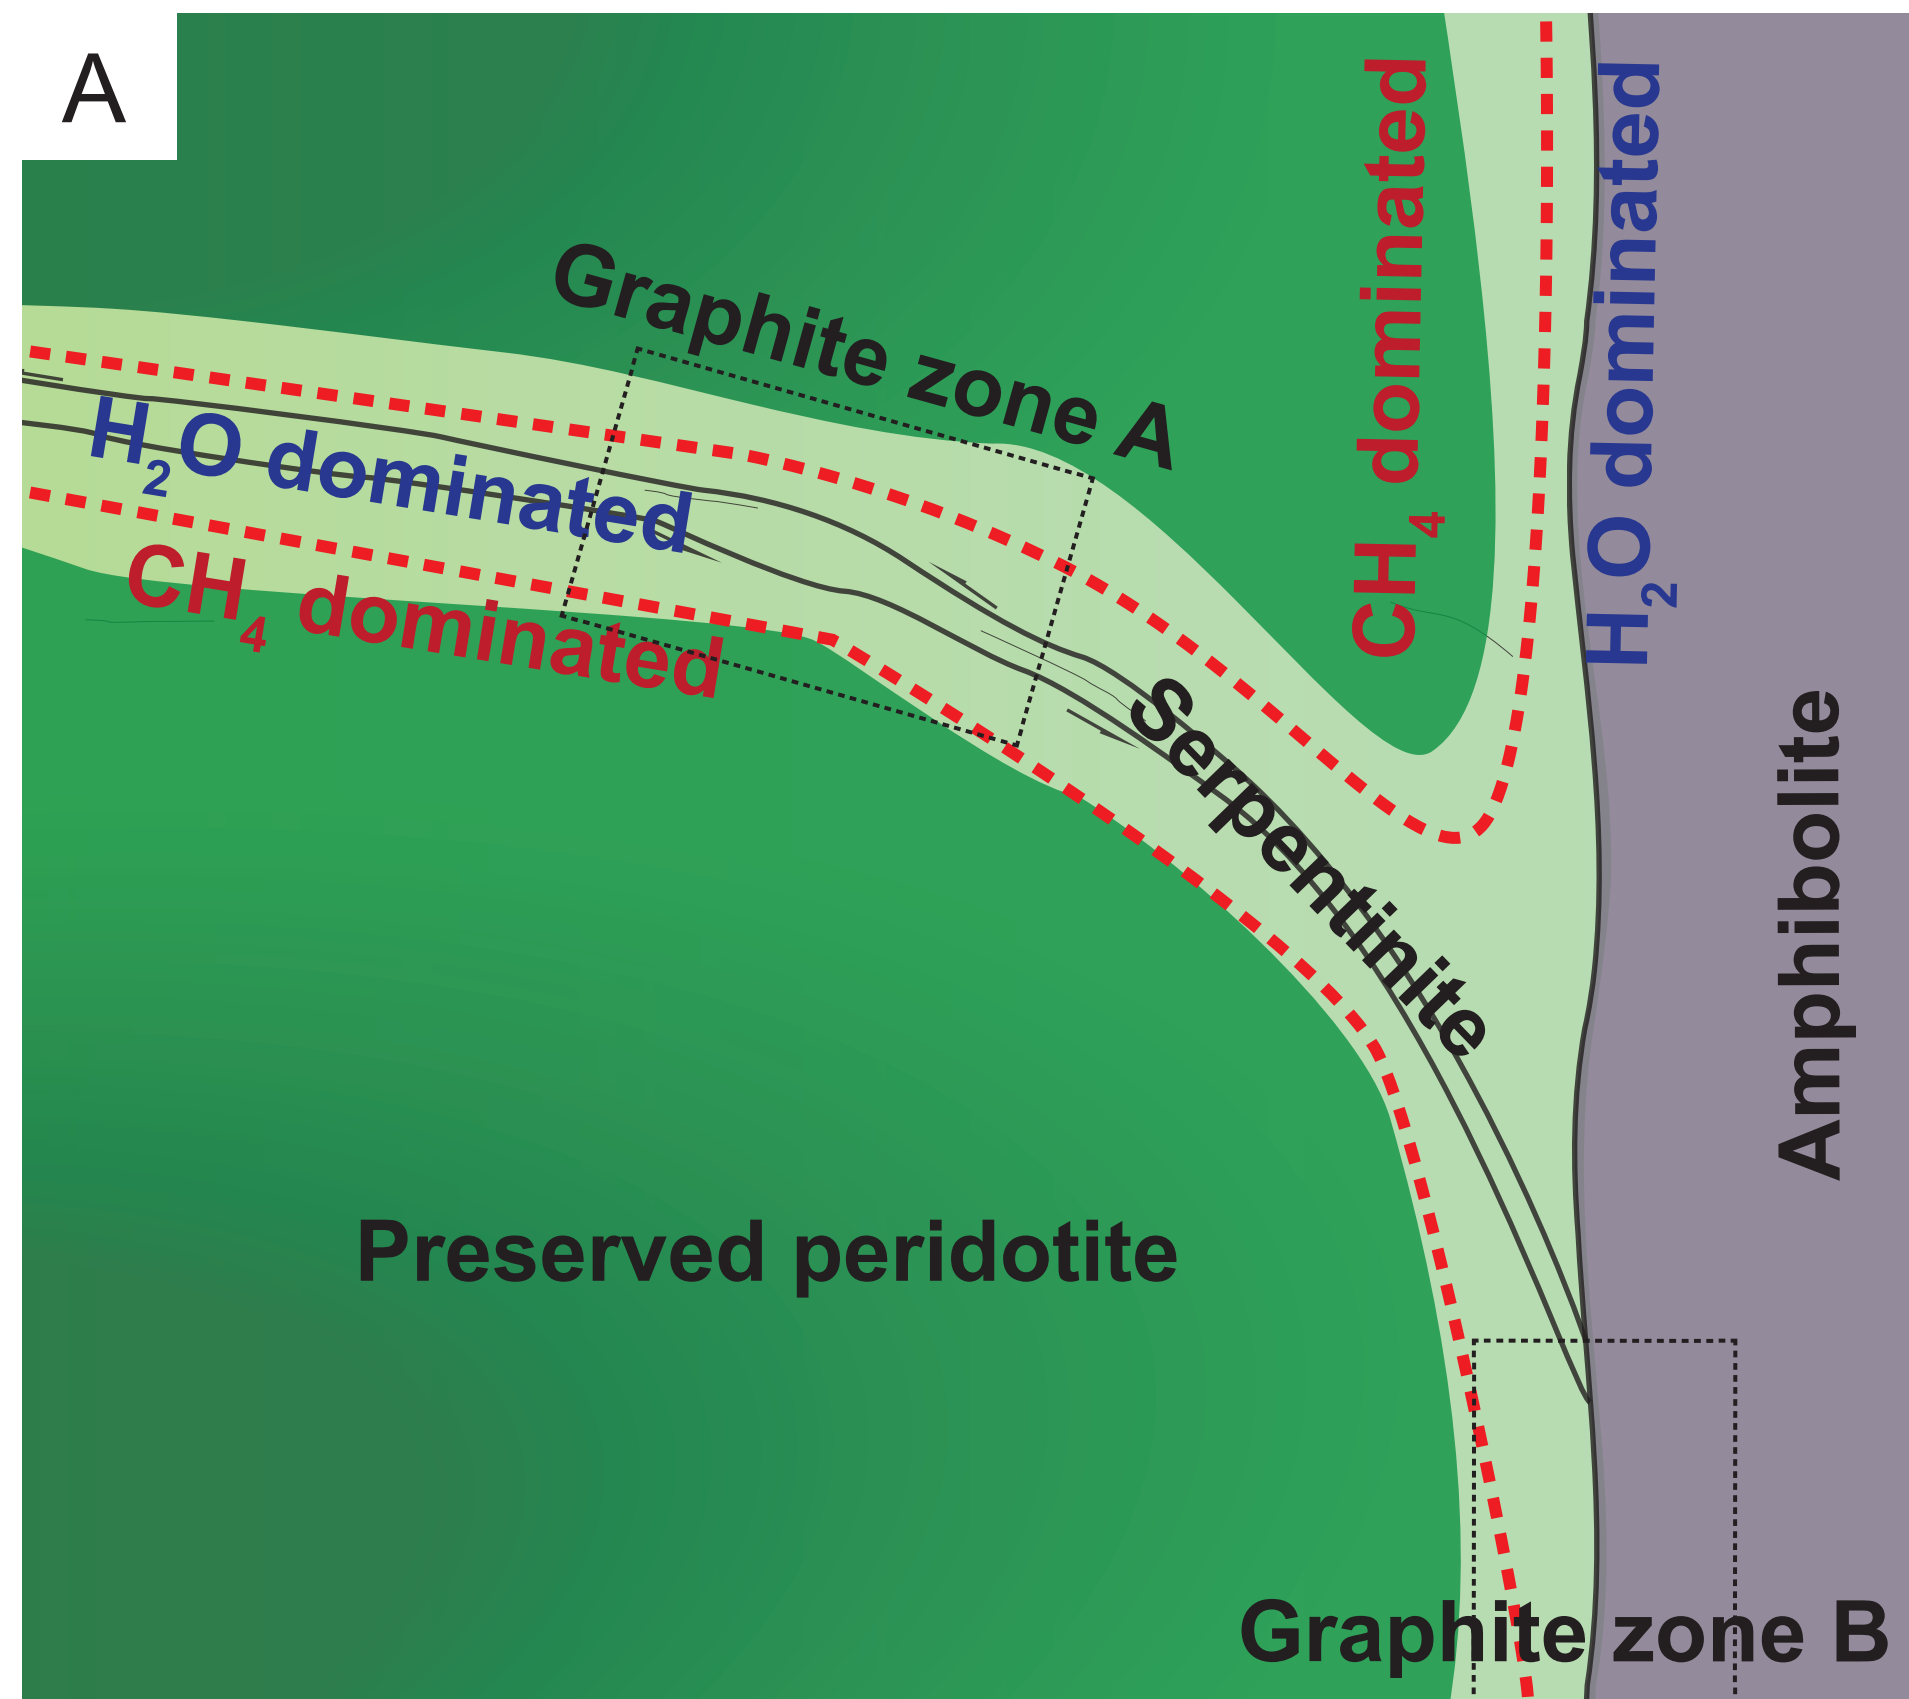 A
Graphite zone A
CH₄ dominated
H₂O dominated
H₂O dominated
CH₄ dominated
Serpentinite
Amphibolite
Preserved peridotite
Graphite zone B